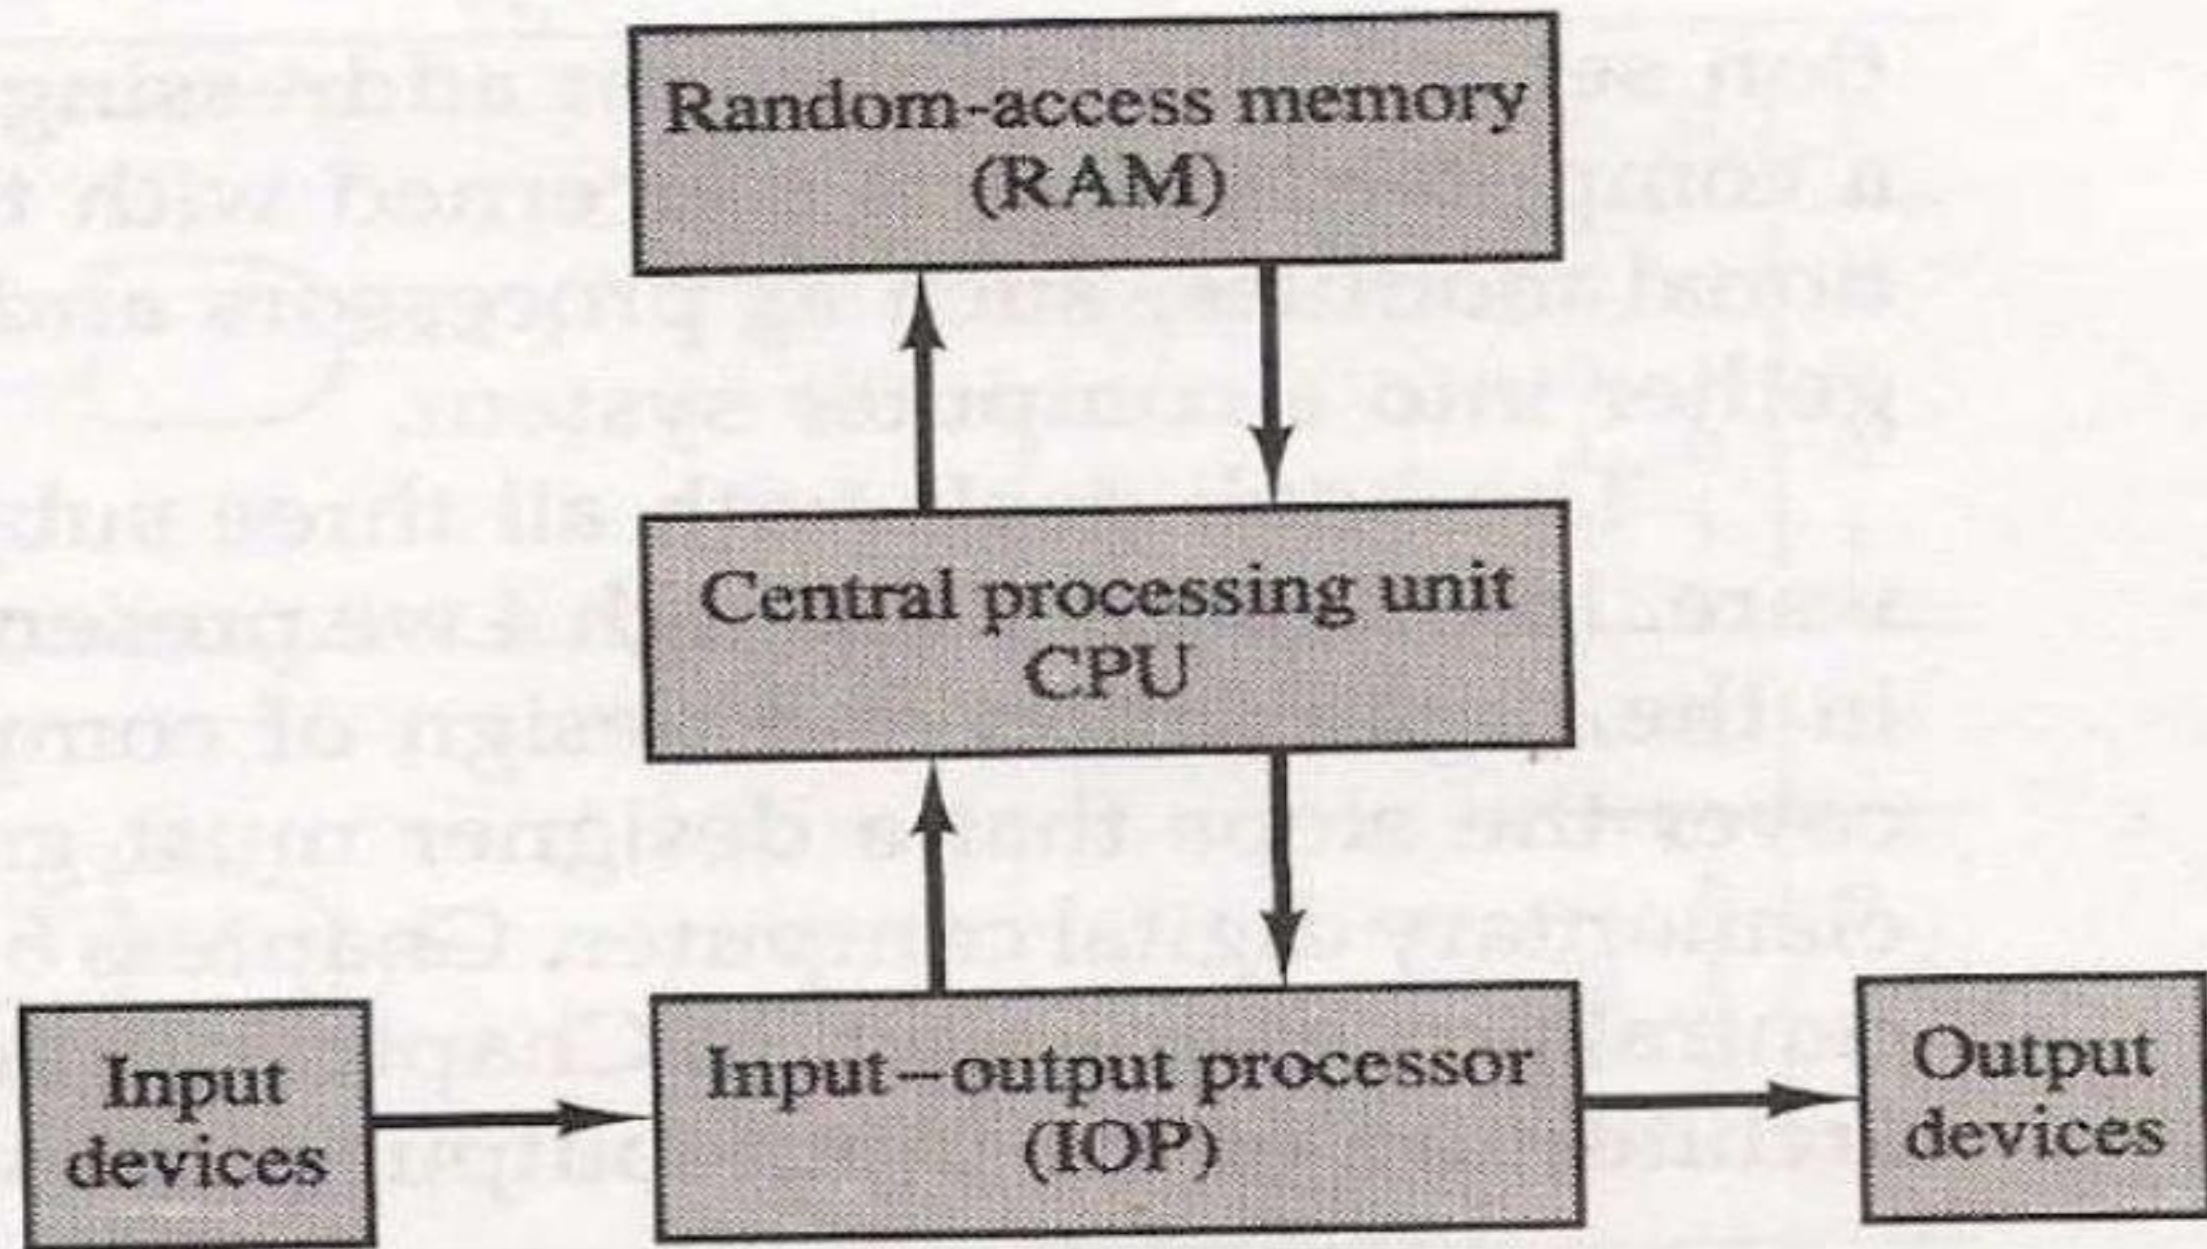 Random-access memory
(RAM)
Central processing unit
CPU
Input
devices
Input–output processor
(IOP)
Output
devices